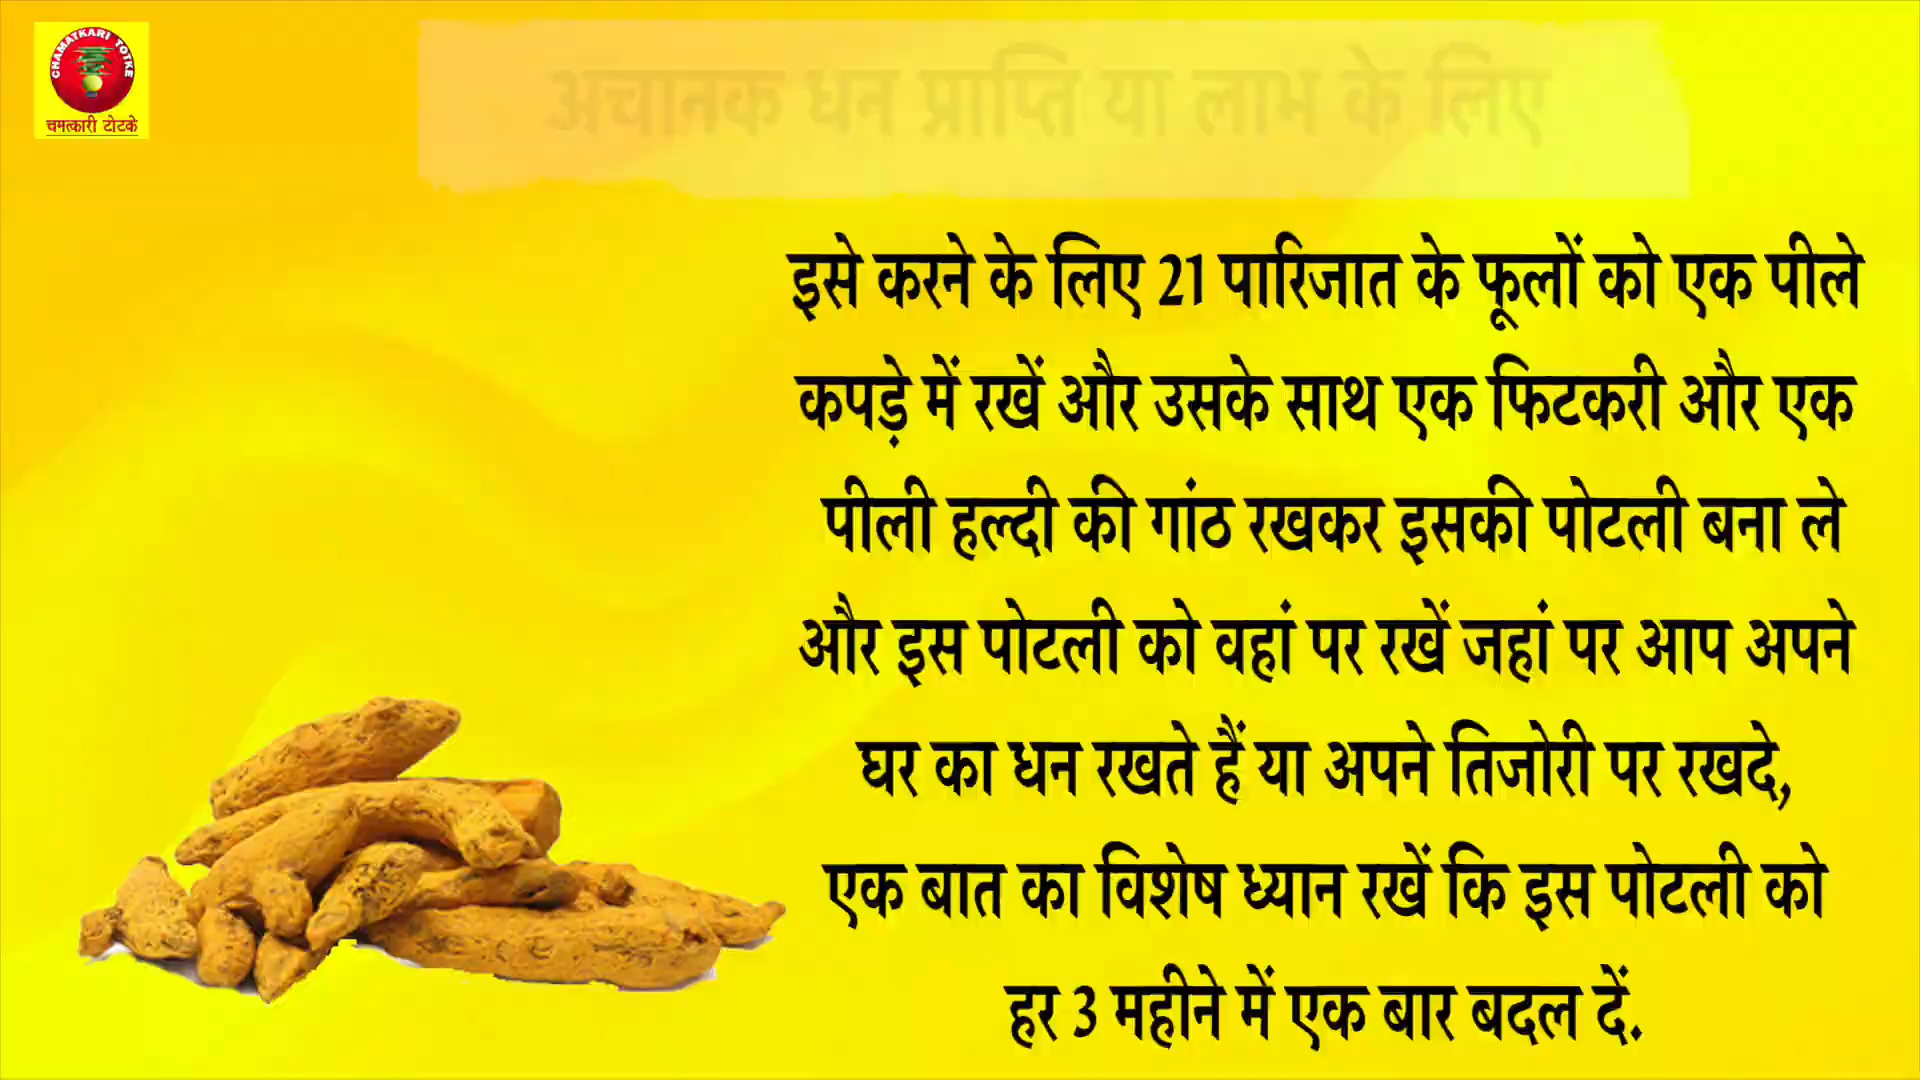 CHAMATKARI TOTKE
चमत्कारी टोटके
अचानक धन प्राप्ति या लाभ के लिए
इसे करने के लिए 21 पारिजात के फूलों को एक पीले
कपड़े में रखें और उसके साथ एक फिटकरी और एक
पीली हल्दी की गांठ रखकर इसकी पोटली बना ले
और इस पोटली को वहां पर रखें जहां पर आप अपने
घर का धन रखते हैं या अपने तिजोरी पर रखदे,
एक बात का विशेष ध्यान रखें कि इस पोटली को
हर 3 महीने में एक बार बदल दें.